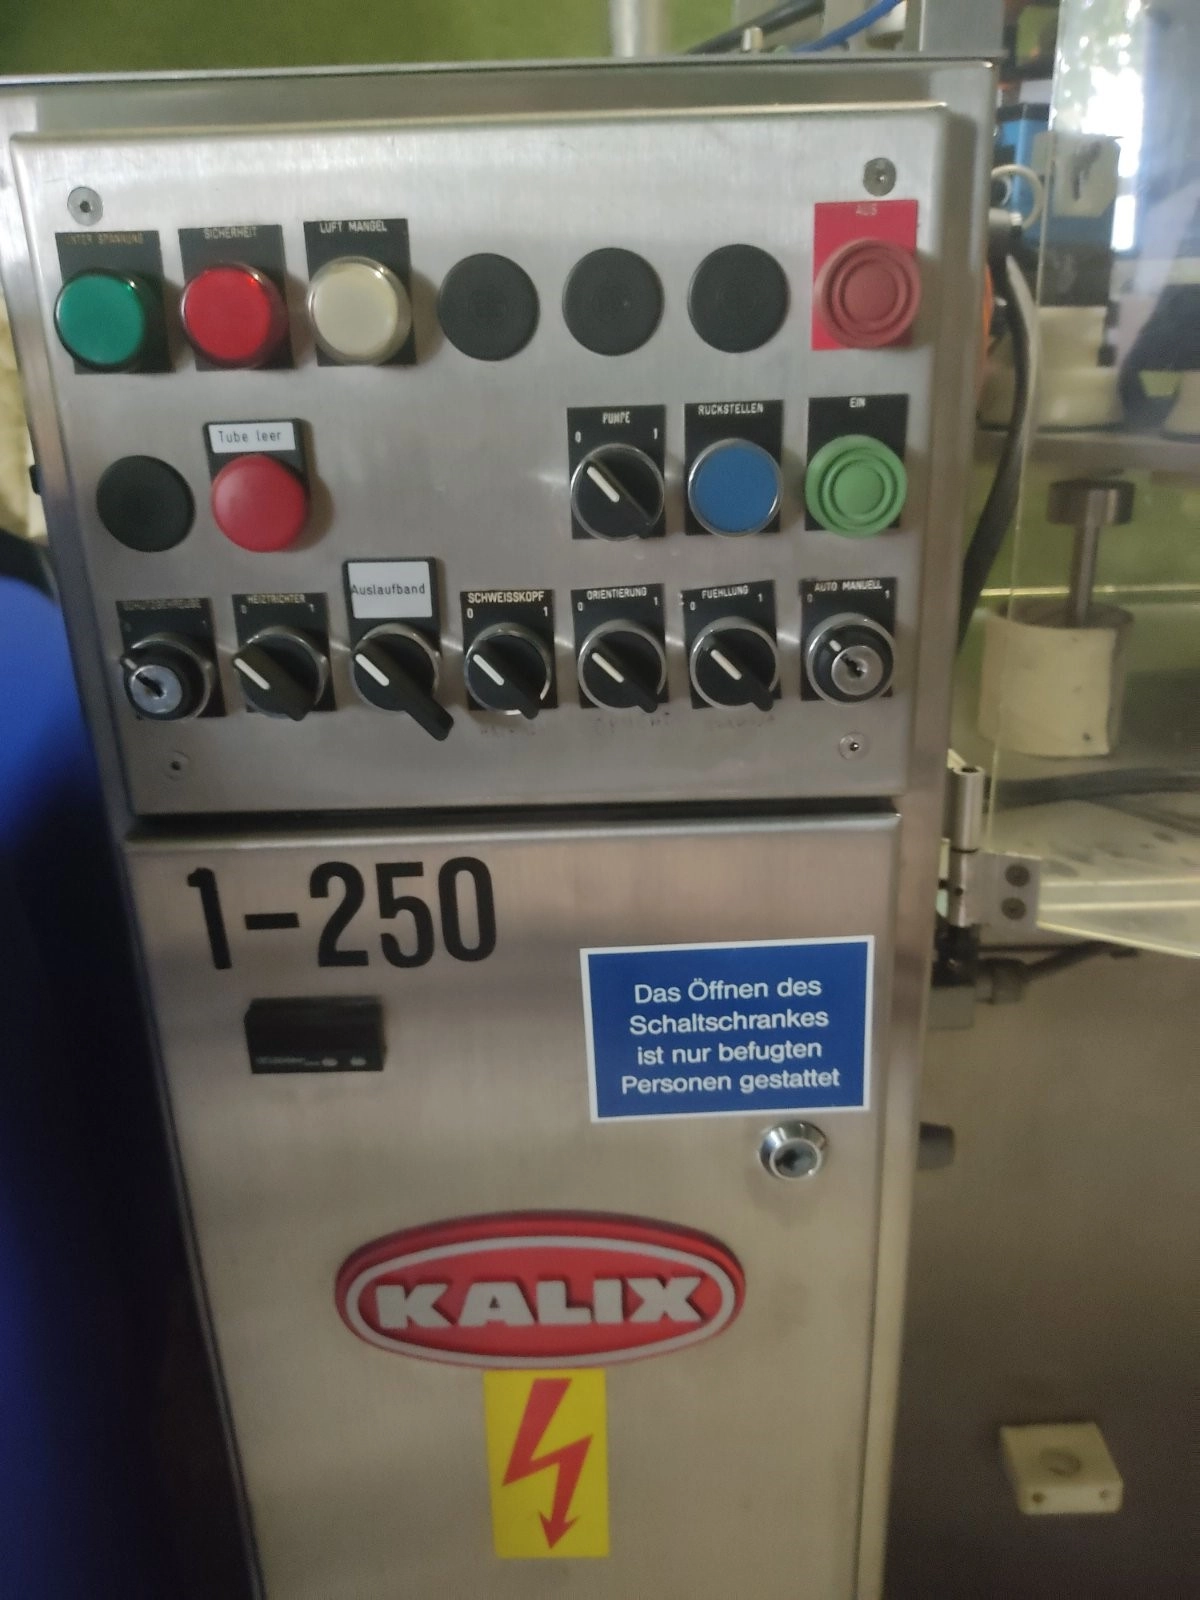 UNTER SPANNUNG
SICHERHEIT
LUFT MANGEL
AUS
Tube leer
PUMPE
0 1
RUCKSTELLEN
EIN
HEIZTRICHTER
1
Auslaufband
SCHWEISSKOPF
0 1
ORIENTIERUNG
0 1
FUEHLLUNG
0 1
AUTO MANUELL
0 1
1-250
Das Öffnen des
Schaltschrankes
ist nur befugten
Personen gestattet
KALIX